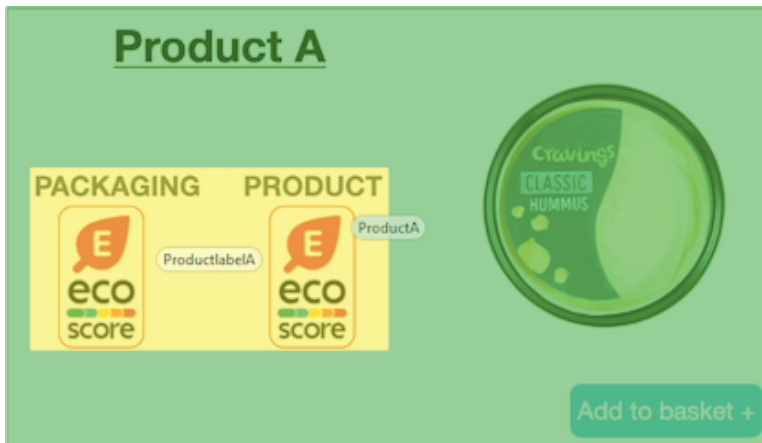 Product A
PACKAGING PRODUCT
E E
ProductlabelA ProductA
eco eco
score score
Cravings
CLASSIC
HUMMUS
Add to basket +